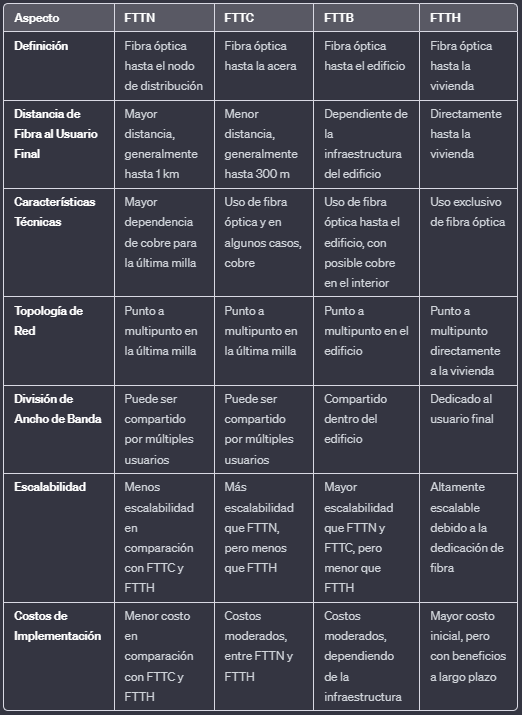 Aspecto FTTN FTTC FTTB FTTH
Definición Fibra óptica Fibra óptica Fibra óptica Fibra óptica
hasta el nodo hasta la acera hasta el edificio hasta la
de distribución vivienda
Distancia de Mayor Menor Dependiente de Directamente
Fibra al Usuario distancia, distancia, la hasta la
Final generalmente generalmente infraestructura vivienda
hasta 1 km hasta 300 m del edificio
Características Mayor Uso de fibra Uso de fibra Uso exclusivo
Técnicas dependencia óptica y en óptica hasta el de fibra óptica
de cobre para algunos casos, edificio, con
la última milla cobre posible cobre
en el interior
Topología de Punto a Punto a Punto a Punto a
Red multipunto en multipunto en multipunto en el multipunto
la última milla la última milla edificio directamente
a la vivienda
División de Puede ser Puede ser Compartido Dedicado al
Ancho de Banda compartido compartido dentro del usuario final
por múltiples por múltiples edificio
usuarios usuarios
Escalabilidad Menos Más Mayor Altamente
escalabilidad escalabilidad escalabilidad escalable
en que FTTN, que FTTN y debido a la
comparación pero menos FTTC, pero dedicación de
con FTTC y que FTTH menor que fibra
FTTH FTTH
Costos de Menor costo Costos Costos Mayor costo
Implementación en moderados, moderados, inicial, pero
comparación entre FTTN y dependiendo con beneficios
con FTTC y FTTH de la a largo plazo
FTTH infraestructura